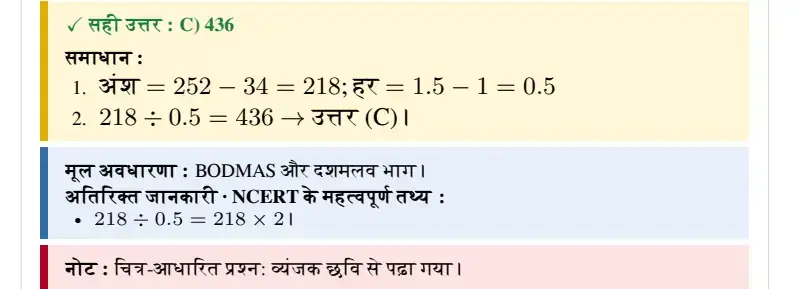 ✓ सही उत्तर : C) 436
समाधान :
1. अंश = 252 − 34 = 218; हर = 1.5 − 1 = 0.5
2. 218 ÷ 0.5 = 436 → उत्तर (C)।
मूल अवधारणा : BODMAS और दशमलव भाग।
अतिरिक्त जानकारी · NCERT के महत्वपूर्ण तथ्य :
• 218 ÷ 0.5 = 218 × 2।
नोट : चित्र-आधारित प्रश्न: व्यंजक छवि से पढ़ा गया।